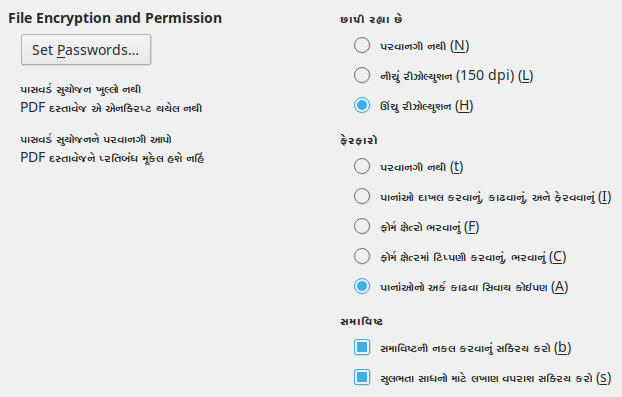 File Encryption and Permission
Set Passwords...
પાસવર્ડ સુયોજન ખુલ્લો નથી
PDF દસ્તાવેજ એ એનક્રિપ્ટ થયેલ નથી
પાસવર્ડ સુયોજનને પરવાનગી આપો
PDF દસ્તાવેજને પ્રતિબંધ મૂકેલ હશે નહિં
છાપી રહ્યા છે
પરવાનગી નથી (N)
નીચું રીઝોલ્યુશન (150 dpi) (L)
ઊંચુ રીઝોલ્યુશન (H)
ફેરફારો
પરવાનગી નથી (t)
પાનાંઓ દાખલ કરવાનું, કાઢવાનું, અને ફેરવવાનું (I)
ફોર્મ ક્ષેત્રો ભરવાનું (F)
ફોર્મ ક્ષેત્રમાં ટિપ્પણી કરવાનું, ભરવાનું (C)
પાનાંઓનો અર્ક કાઢવા સિવાય કોઈપણ (A)
સમાવિષ્ટ
સમાવિષ્ટની નકલ કરવાનું સક્રિય કરો (b)
સુલભતા સાધનો માટે લખાણ વપરાશ સક્રિય કરો (s)